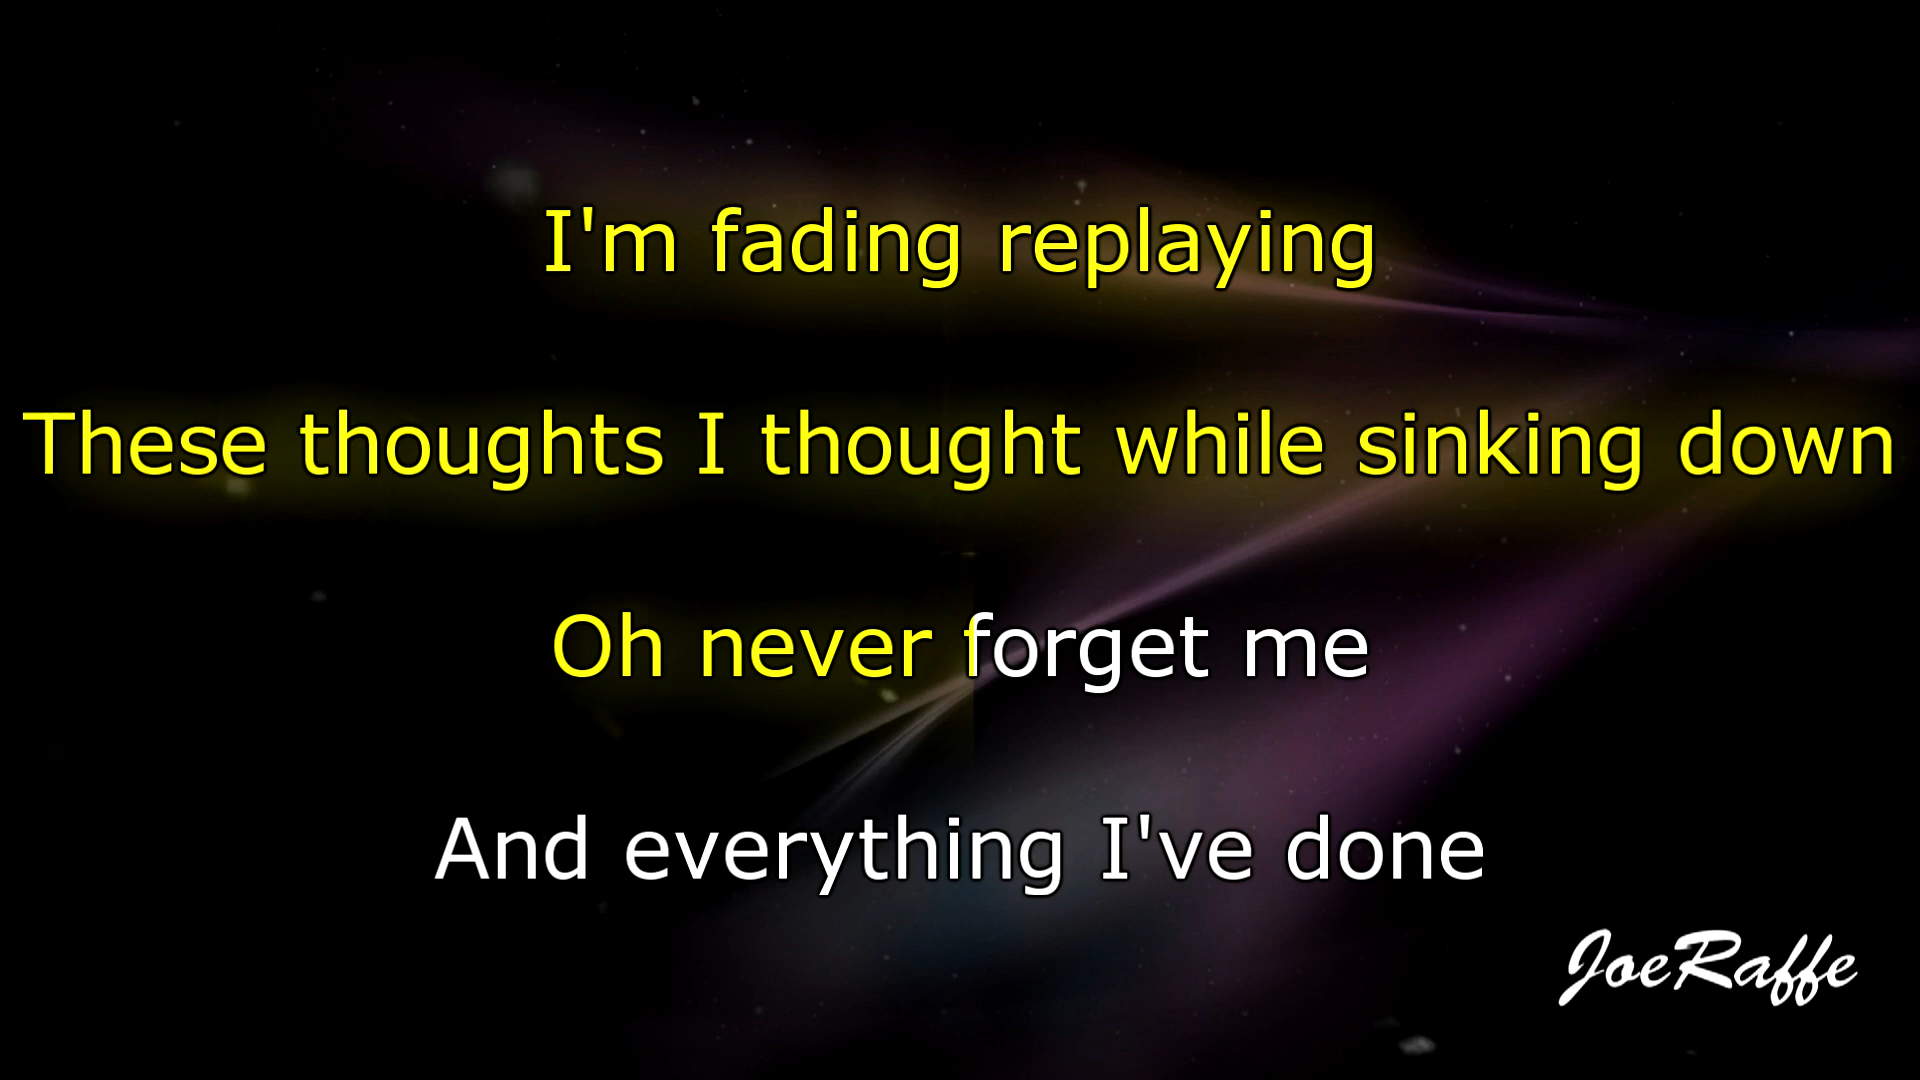 I'm fading replaying
These thoughts I thought while sinking down
Oh never forget me
And everything I've done
JoeRaffe